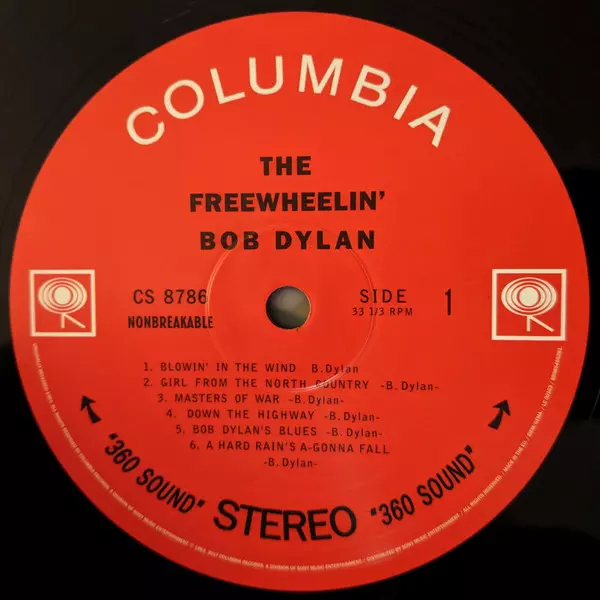 COLUMBIA
THE
FREEWHEELIN'
BOB DYLAN
CS 8786
NONBREAKABLE
SIDE 1
33 1/3 RPM
1. BLOWIN' IN THE WIND B.Dylan
2. GIRL FROM THE NORTH COUNTRY -B. Dylan-
3. MASTERS OF WAR -B. Dylan-
4. DOWN THE HIGHWAY -B. Dylan-
5. BOB DYLAN'S BLUES -B. Dylan-
6. A HARD RAIN'S A-GONNA FALL
-B. Dylan-
"360 SOUND" STEREO "360 SOUND"